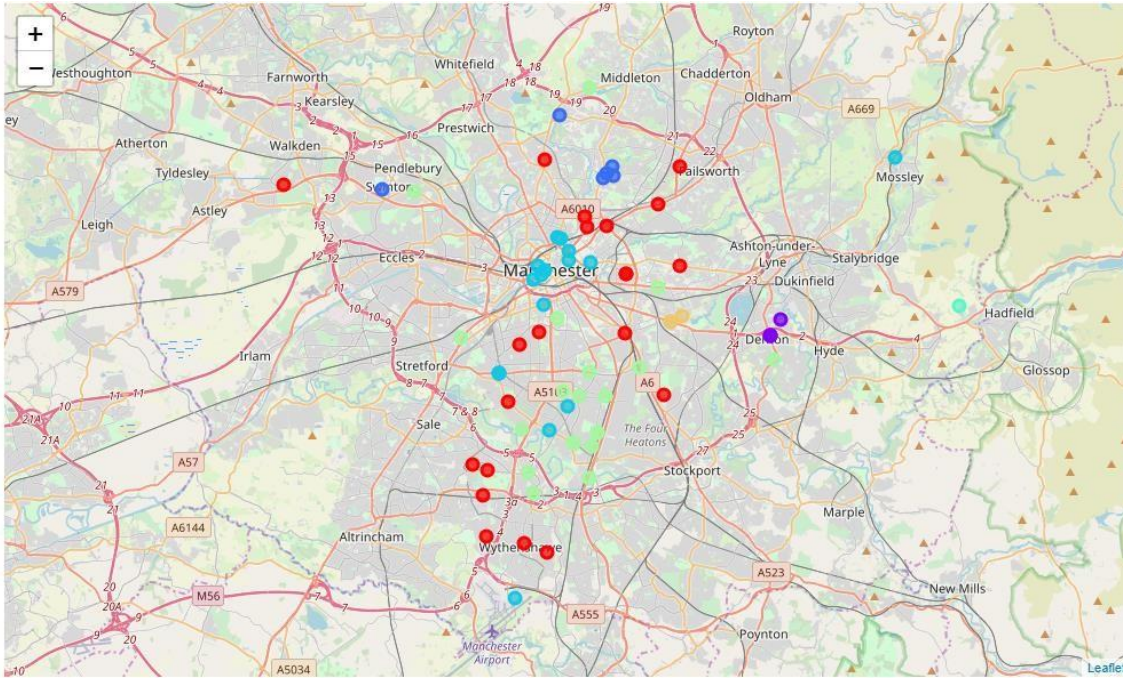 +
−
Royton
Whitefield
Middleton
Chadderton
Farnworth
Westhoughton
Oldham
Kearsley
A669
Prestwich
Atherton
Walkden
Pendlebury
Tyldesley
Failsworth
Mossley
Swinton
Astley
Leigh
A6010
Ashton-under-
Lyne
Stalybridge
Eccles
Manchester
Dukinfield
A579
Hadfield
Denton
Hyde
Irlam
Stretford
Glossop
A6
A5103
Sale
The Four
Heatons
A57
Stockport
Marple
A6144
Altrincham
Wythenshawe
A523
New Mills
M56
A555
Poynton
Manchester
Airport
A5034
Leaflet